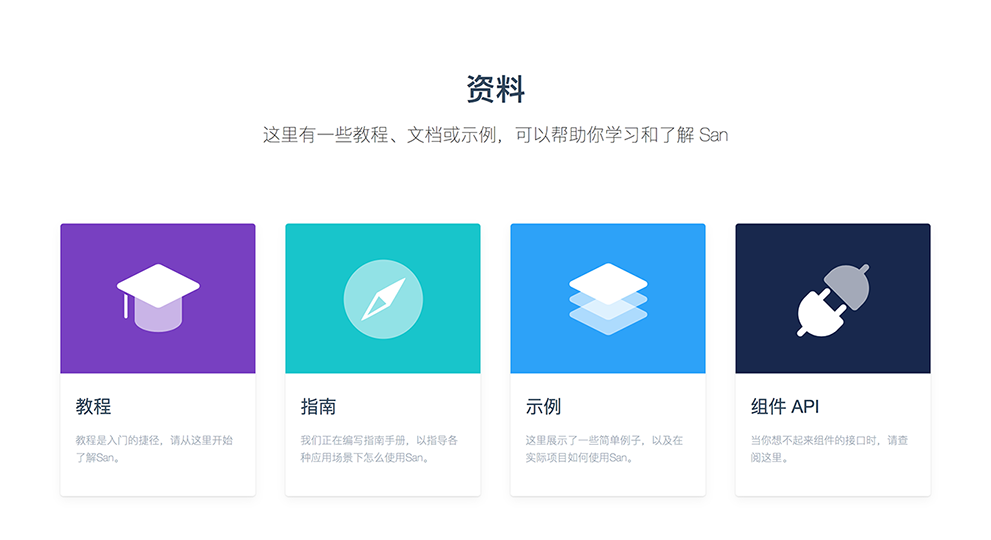 资料
这里有一些教程、文档或示例，可以帮助你学习和了解 San
教程
教程是入门的捷径，请从这里开始
了解San。
指南
我们正在编写指南手册，以指导各
种应用场景下怎么使用San。
示例
这里展示了一些简单例子，以及在
实际项目如何使用San。
组件 API
当你想不起来组件的接口时，请查
阅这里。